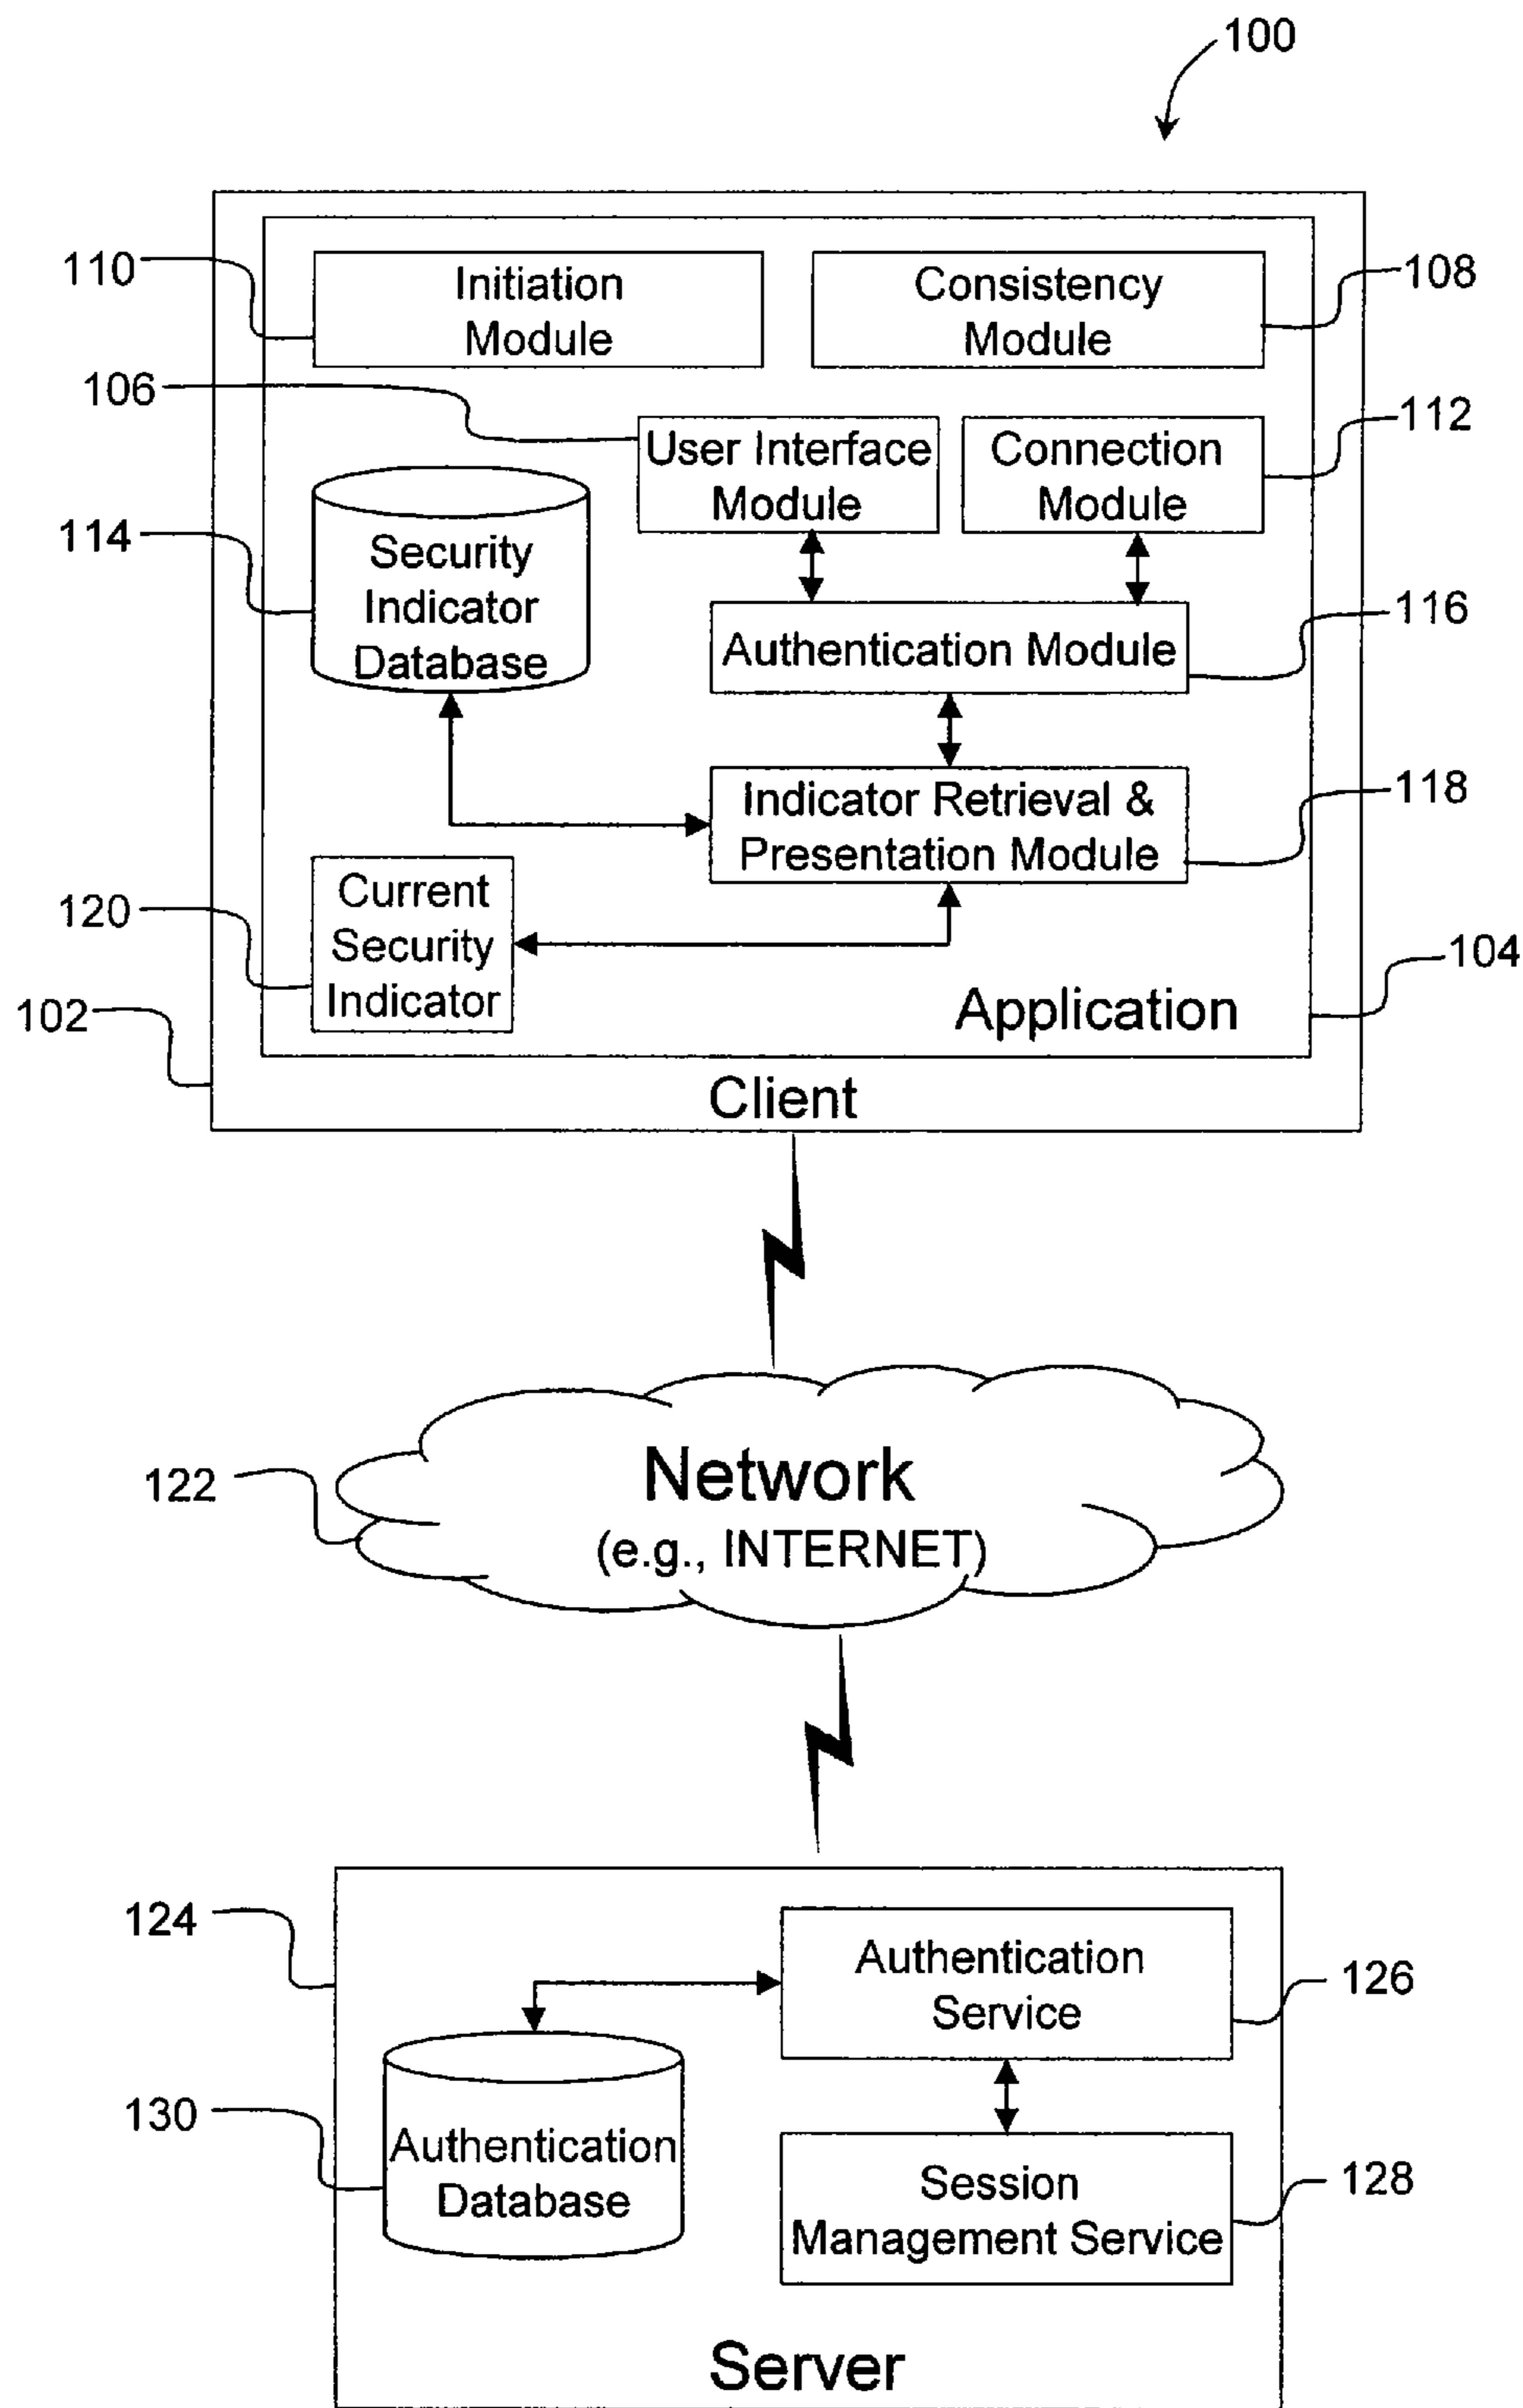 100
110
Initiation
Module
Consistency
Module
108
106
User Interface
Module
Connection
Module
112
114
Security
Indicator
Database
Authentication Module
116
Indicator Retrieval &
Presentation Module
118
120
Current
Security
Indicator
104
102
Application
Client
122
Network
(e.g., INTERNET)
124
Authentication
Service
126
130
Authentication
Database
Session
Management Service
128
Server